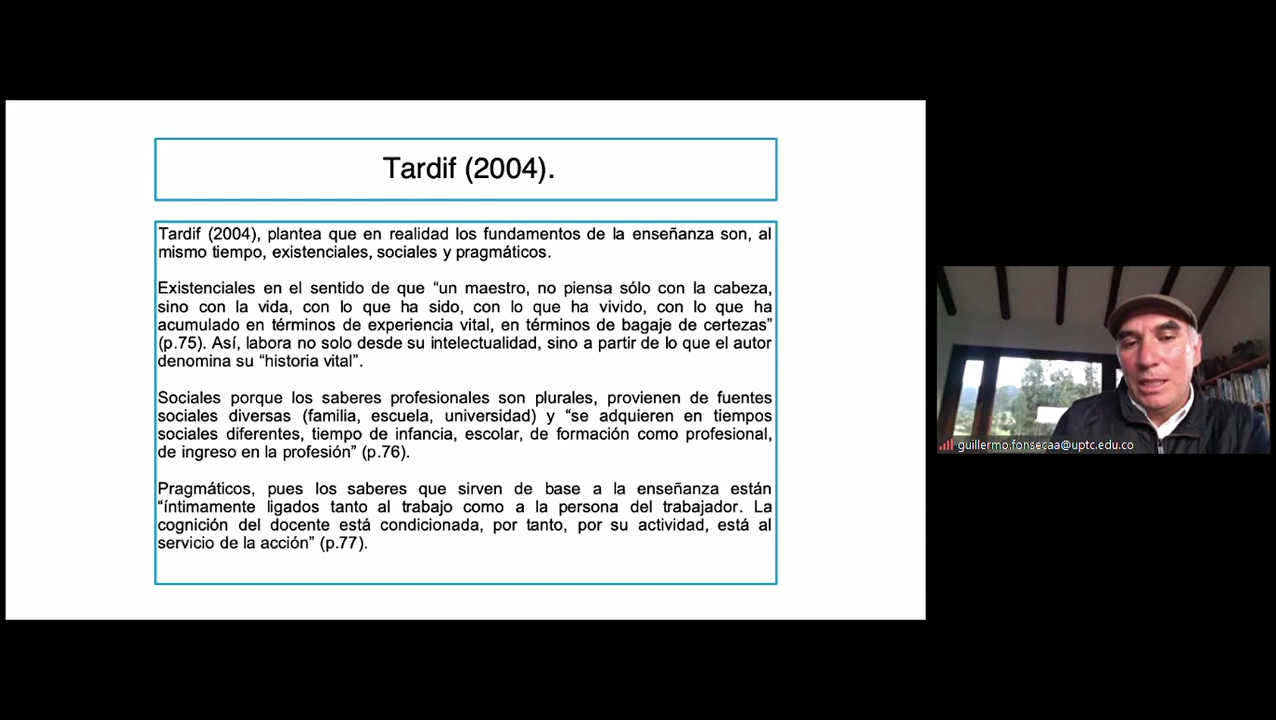 Tardif (2004).
Tardif (2004), plantea que en realidad los fundamentos de la enseñanza son, al
mismo tiempo, existenciales, sociales y pragmáticos.
Existenciales en el sentido de que “un maestro, no piensa sólo con la cabeza,
sino con la vida, con lo que ha sido, con lo que ha vivido, con lo que ha
acumulado en términos de experiencia vital, en términos de bagaje de certezas”
(p.75). Así, labora no solo desde su intelectualidad, sino a partir de lo que el autor
denomina su “historia vital”.
Sociales porque los saberes profesionales son plurales, provienen de fuentes
sociales diversas (familia, escuela, universidad) y “se adquieren en tiempos
sociales diferentes, tiempo de infancia, escolar, de formación como profesional,
de ingreso en la profesión” (p.76).
Pragmáticos, pues los saberes que sirven de base a la enseñanza están
“íntimamente ligados tanto al trabajo como a la persona del trabajador. La
cognición del docente está condicionada, por tanto, por su actividad, está al
servicio de la acción” (p.77).
guillermo.fonsecaa@uptc.edu.co